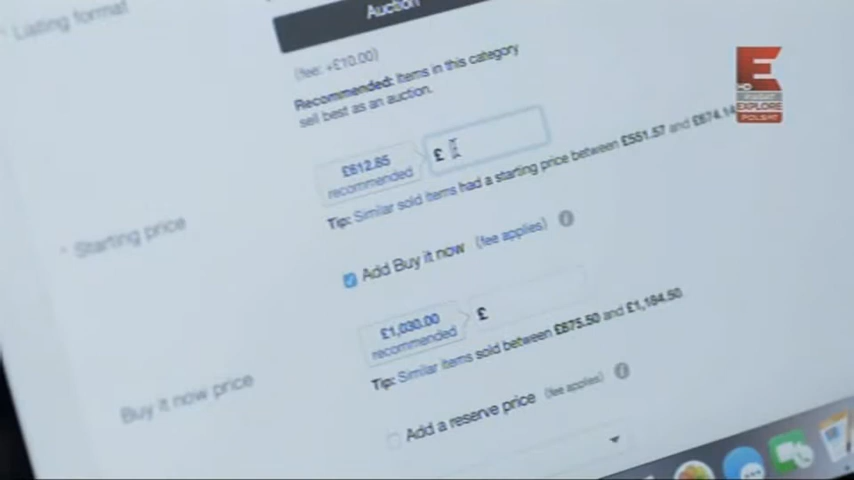 * Listing format
Auction
(fee: +£10.00)
Recommended: Items in this category
sell best as an auction.
* Starting price
£612.85
recommended
£
Tip: Similar sold items had a starting price between £551.57 and £674.14
Add Buy it now (fee applies)
Buy it now price
£1,030.00
recommended
£
Tip: Similar items sold between £875.50 and £1,184.50
Add a reserve price (fee applies)
E
HD
EXPLORE
POLSAT